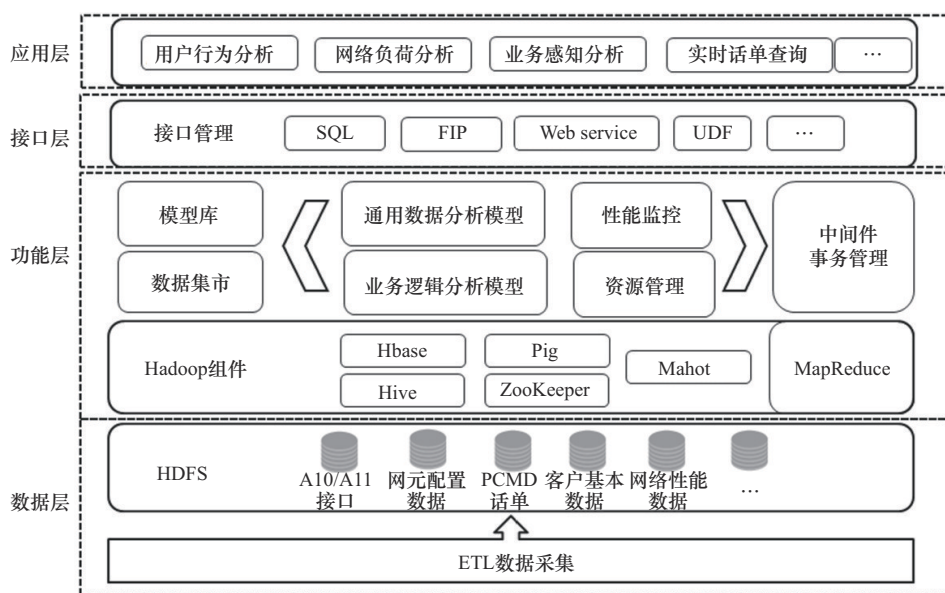 应用层
用户行为分析
网络负荷分析
业务感知分析
实时话单查询
…
接口层
接口管理
SQL
FIP
Web service
UDF
…
功能层
模型库
通用数据分析模型
性能监控
中间件
事务管理
数据集市
业务逻辑分析模型
资源管理
Hadoop组件
Hbase
Pig
Mahot
MapReduce
Hive
ZooKeeper
数据层
HDFS
A10/A11
接口
网元配置
数据
PCMD
话单
客户基本
数据
网络性能
数据
…
ETL数据采集